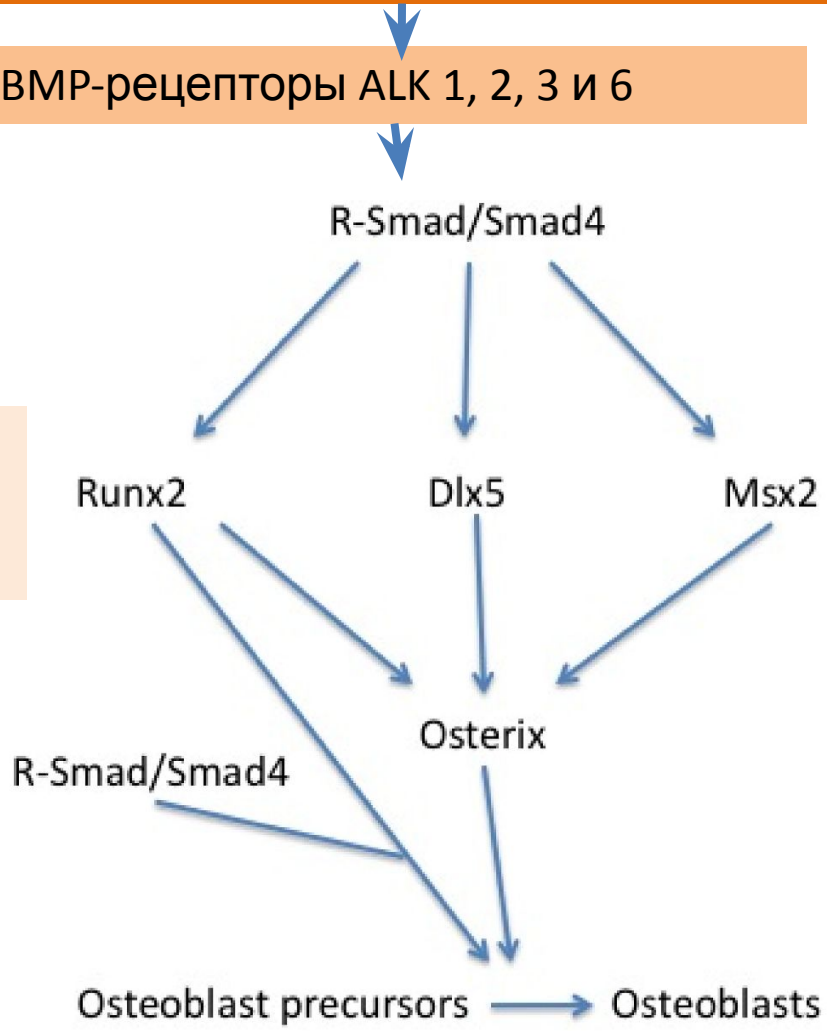 BMP-рецепторы ALK 1, 2, 3 и 6
R-Smad/Smad4
Runx2 Dlx5 Msx2
Osterix
R-Smad/Smad4
Osteoblast precursors Osteoblasts